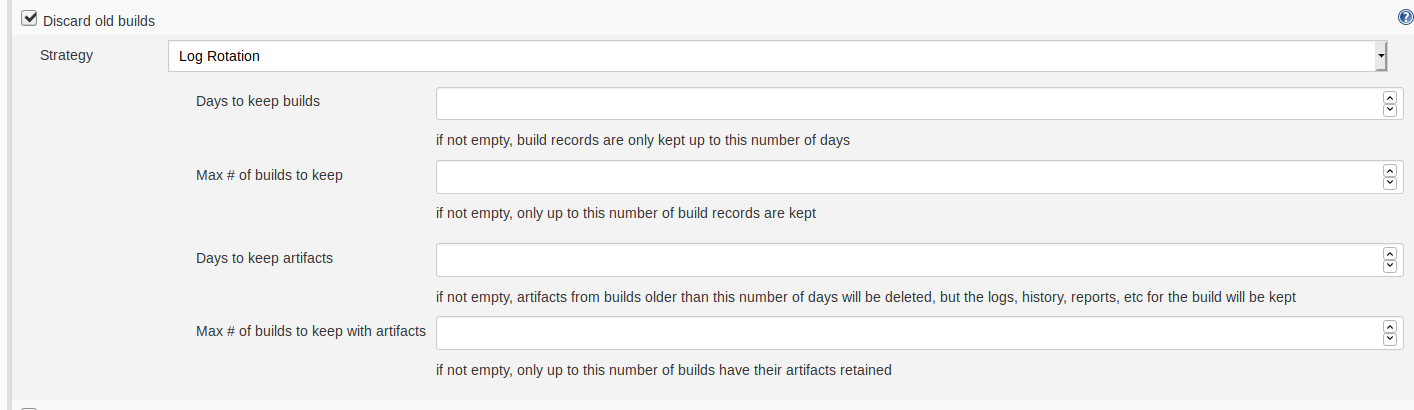 Discard old builds
?
Strategy
Log Rotation
Days to keep builds
if not empty, build records are only kept up to this number of days
Max # of builds to keep
if not empty, only up to this number of build records are kept
Days to keep artifacts
if not empty, artifacts from builds older than this number of days will be deleted, but the logs, history, reports, etc for the build will be kept
Max # of builds to keep with artifacts
if not empty, only up to this number of builds have their artifacts retained